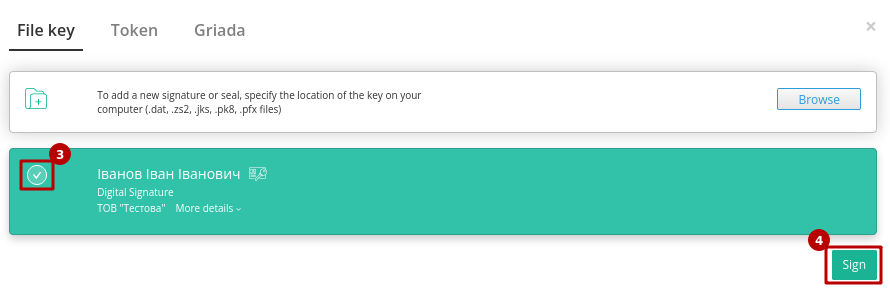 File key Token Griada ×
To add a new signature or seal, specify the location of the key on your
computer (.dat, .zs2, .jks, .pk8, .pfx files)
Browse
3
Іванов Іван Іванович
Digital Signature
ТОВ "Тестова" More details
4
Sign